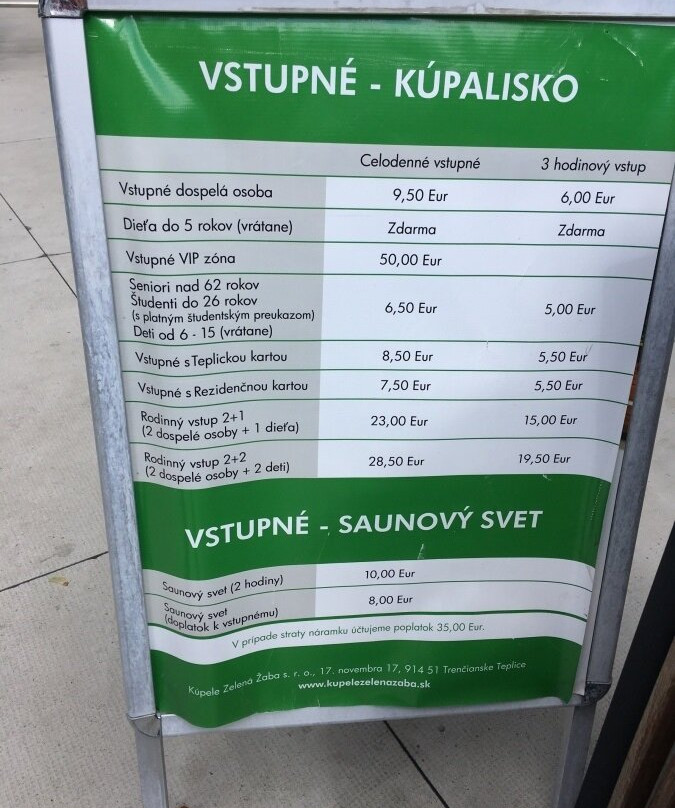 VSTUPNÉ - KÚPALISKO
Celodenné vstupné 3 hodinový vstup
Vstupné dospelá osoba 9,50 Eur 6,00 Eur
Dieťa do 5 rokov (vrátane) Zdarma Zdarma
Vstupné VIP zóna 50,00 Eur
Seniori nad 62 rokov
Študenti do 26 rokov
(s platným študentským preukazom) 6,50 Eur 5,00 Eur
Deti od 6 - 15 (vrátane)
Vstupné s Teplickou kartou 8,50 Eur 5,50 Eur
Vstupné s Rezidenčnou kartou 7,50 Eur 5,50 Eur
Rodinný vstup 2+1 23,00 Eur 15,00 Eur
(2 dospelé osoby + 1 dieťa)
Rodinný vstup 2+2 28,50 Eur 19,50 Eur
(2 dospelé osoby + 2 deti)
VSTUPNÉ - SAUNOVÝ SVET
Saunový svet (2 hodiny) 10,00 Eur
Saunový svet 8,00 Eur
(doplatok k vstupnému)
V prípade straty náramku účtujeme poplatok 35,00 Eur.
Kúpele Zelená Žaba s. r. o., 17. novembra 17, 914 51 Trenčianske Teplice
www.kupelezelenazaba.sk